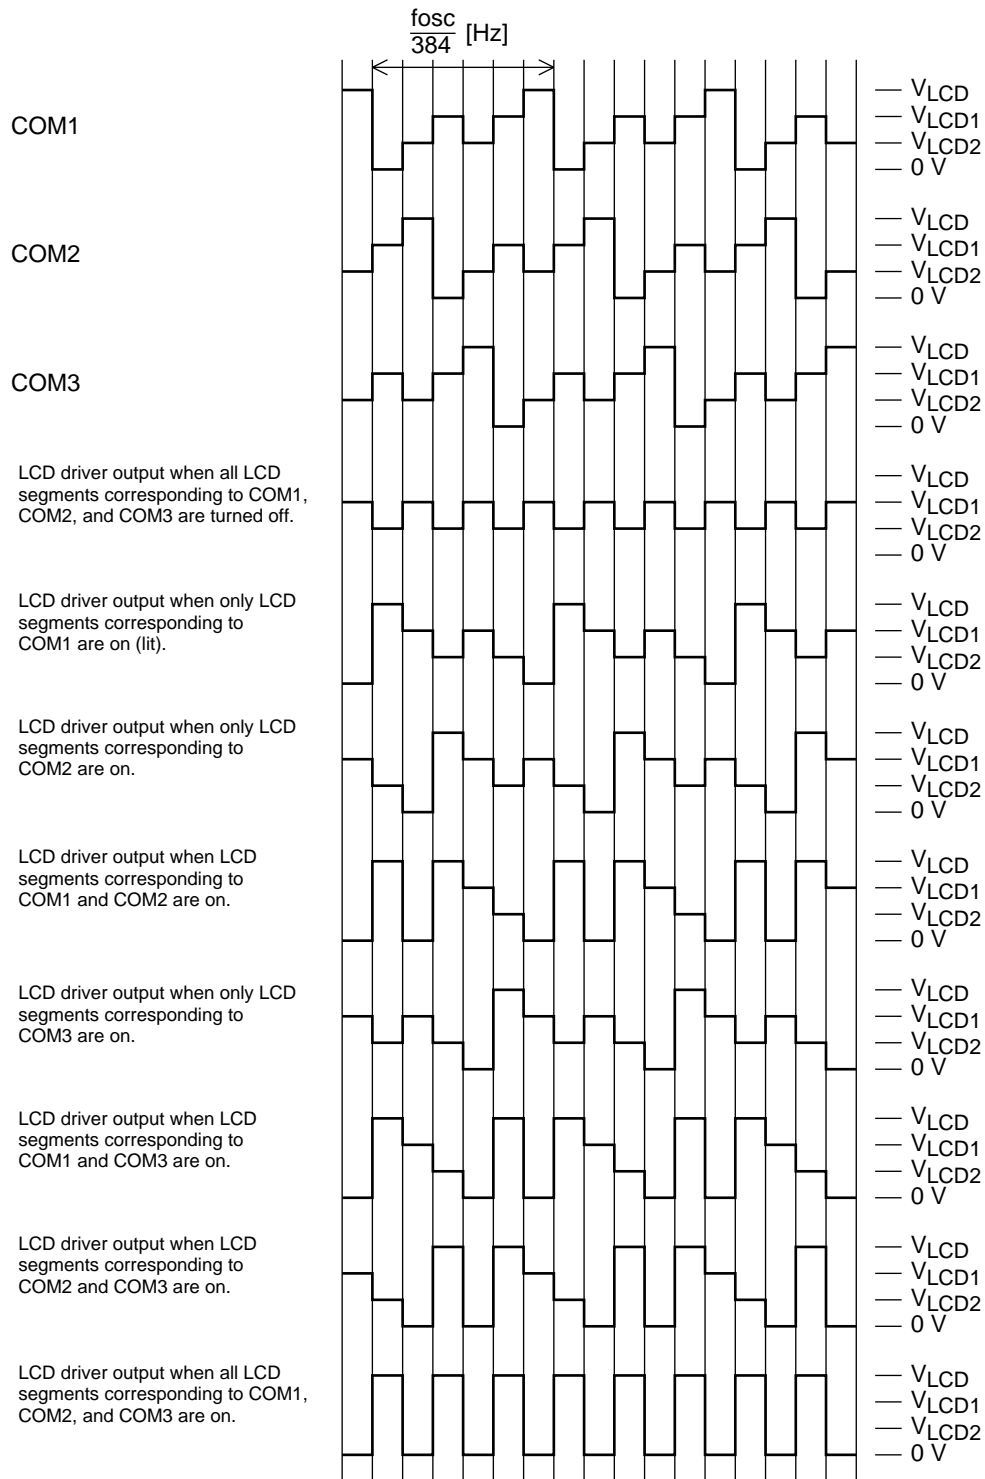 fosc
384 [Hz]
COM1
VLCD
VLCD1
VLCD2
0 V
COM2
VLCD
VLCD1
VLCD2
0 V
COM3
VLCD
VLCD1
VLCD2
0 V
LCD driver output when all LCD
segments corresponding to COM1,
COM2, and COM3 are turned off.
VLCD
VLCD1
VLCD2
0 V
LCD driver output when only LCD
segments corresponding to
COM1 are on (lit).
VLCD
VLCD1
VLCD2
0 V
LCD driver output when only LCD
segments corresponding to
COM2 are on.
VLCD
VLCD1
VLCD2
0 V
LCD driver output when LCD
segments corresponding to
COM1 and COM2 are on.
VLCD
VLCD1
VLCD2
0 V
LCD driver output when only LCD
segments corresponding to
COM3 are on.
VLCD
VLCD1
VLCD2
0 V
LCD driver output when LCD
segments corresponding to
COM1 and COM3 are on.
VLCD
VLCD1
VLCD2
0 V
LCD driver output when LCD
segments corresponding to
COM2 and COM3 are on.
VLCD
VLCD1
VLCD2
0 V
LCD driver output when all LCD
segments corresponding to COM1,
COM2, and COM3 are on.
VLCD
VLCD1
VLCD2
0 V